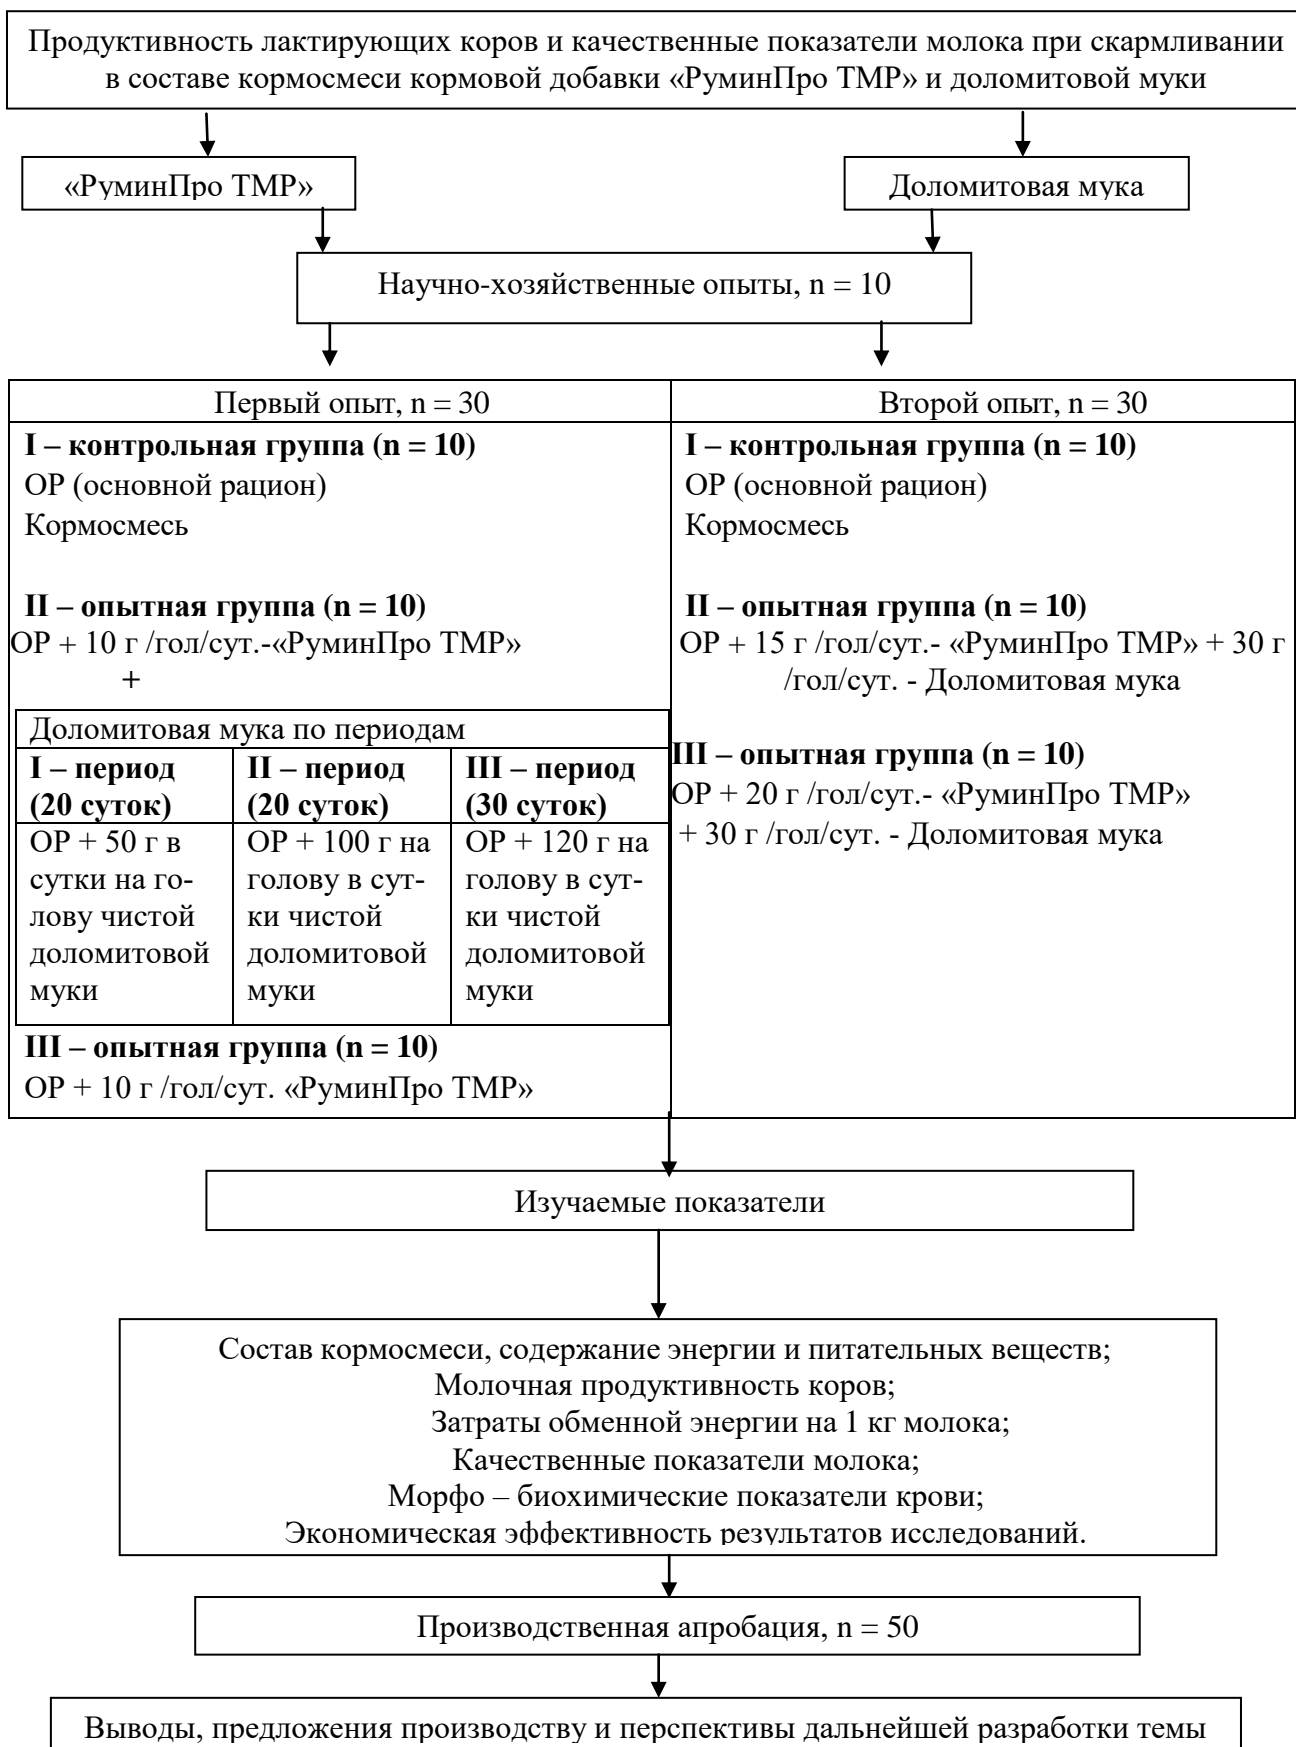 Продуктивность лактирующих коров и качественные показатели молока при скармливании
в составе кормосмеси кормовой добавки «РуминПро ТМР» и доломитовой муки
«РуминПро ТМР»
Доломитовая мука
Научно-хозяйственные опыты, n = 10
Первый опыт, n = 30
I – контрольная группа (n = 10)
ОР (основной рацион)
Кормосмесь
II – опытная группа (n = 10)
ОР + 10 г /гол/сут.-«РуминПро ТМР»
+
Доломитовая мука по периодам
I – период
(20 суток)
ОР + 50 г в
сутки на го-
лову чистой
доломитовой
муки
II – период
(20 суток)
ОР + 100 г на
голову в сут-
ки чистой
доломитовой
муки
III – период
(30 суток)
ОР + 120 г на
голову в сут-
ки чистой
доломитовой
муки
III – опытная группа (n = 10)
ОР + 10 г /гол/сут. «РуминПро ТМР»
Второй опыт, n = 30
I – контрольная группа (n = 10)
ОР (основной рацион)
Кормосмесь
II – опытная группа (n = 10)
ОР + 15 г /гол/сут.- «РуминПро ТМР» + 30 г
/гол/сут. - Доломитовая мука
III – опытная группа (n = 10)
ОР + 20 г /гол/сут.- «РуминПро ТМР»
+ 30 г /гол/сут. - Доломитовая мука
Изучаемые показатели
Состав кормосмеси, содержание энергии и питательных веществ;
Молочная продуктивность коров;
Затраты обменной энергии на 1 кг молока;
Качественные показатели молока;
Морфо – биохимические показатели крови;
Экономическая эффективность результатов исследований.
Производственная апробация, n = 50
Выводы, предложения производству и перспективы дальнейшей разработки темы